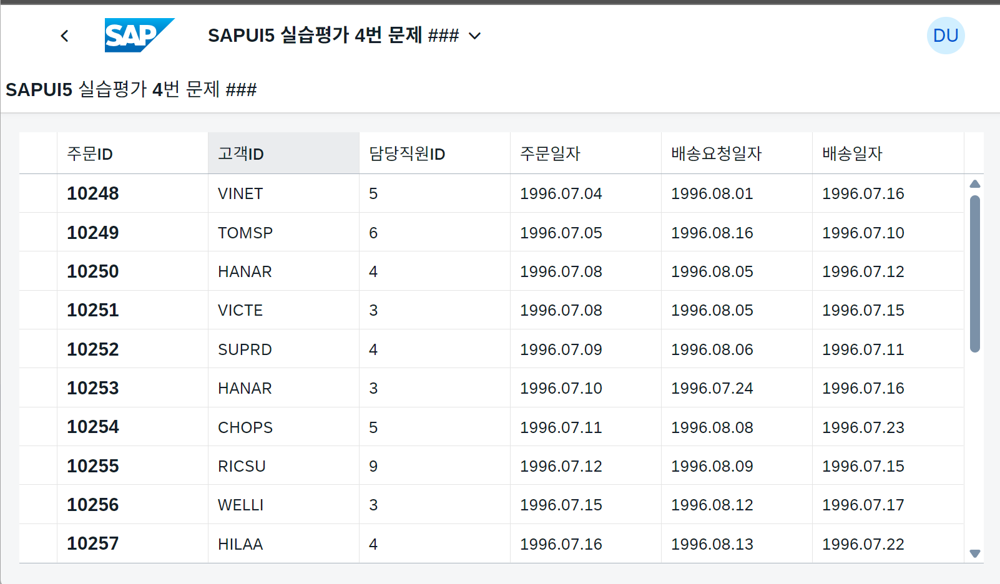 SAP SAPUI5 실습평가 4번 문제 ### DU
SAPUI5 실습평가 4번 문제 ###
주문ID 고객ID 담당직원ID 주문일자 배송요청일자 배송일자
10248 VINET 5 1996.07.04 1996.08.01 1996.07.16
10249 TOMSP 6 1996.07.05 1996.08.16 1996.07.10
10250 HANAR 4 1996.07.08 1996.08.05 1996.07.12
10251 VICTE 3 1996.07.08 1996.08.05 1996.07.15
10252 SUPRD 4 1996.07.09 1996.08.06 1996.07.11
10253 HANAR 3 1996.07.10 1996.07.24 1996.07.16
10254 CHOPS 5 1996.07.11 1996.08.08 1996.07.23
10255 RICSU 9 1996.07.12 1996.08.09 1996.07.15
10256 WELLI 3 1996.07.15 1996.08.12 1996.07.17
10257 HILAA 4 1996.07.16 1996.08.13 1996.07.22